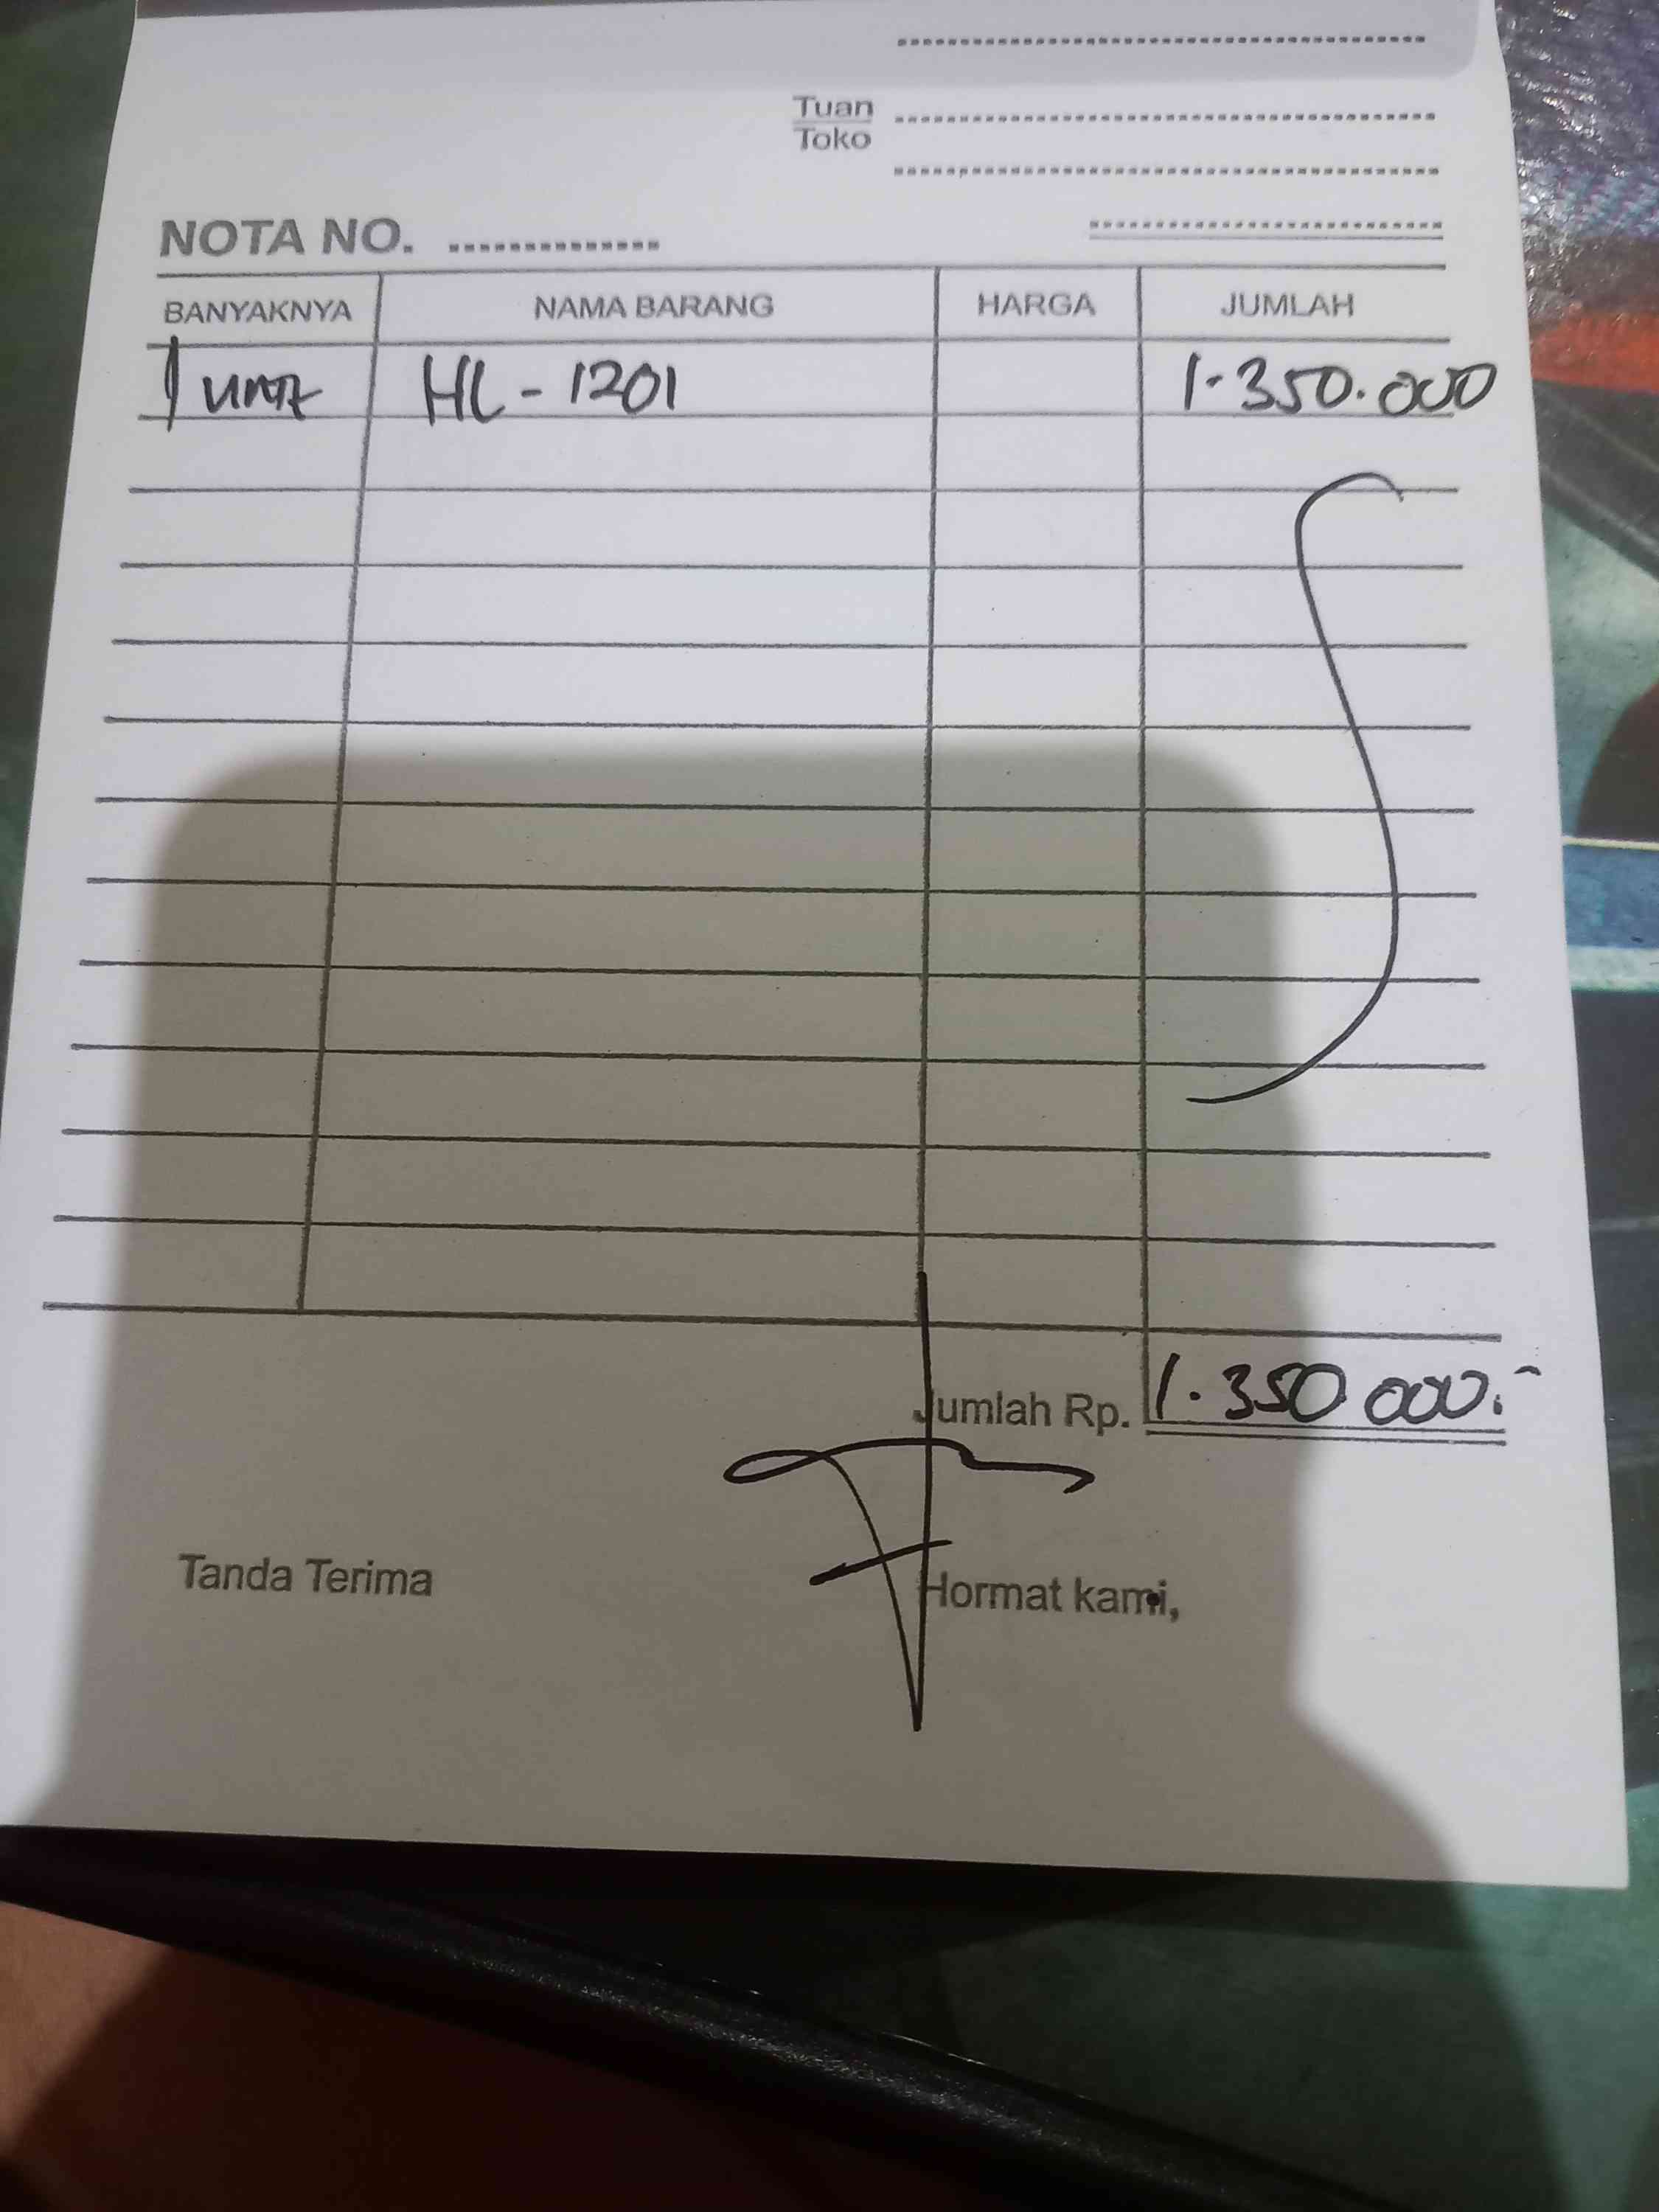 Tuan
Toko
NOTA NO. ...............
BANYAKNYA NAMA BARANG HARGA JUMLAH
1 unit HL - 1201 1.350.000
Jumlah Rp. 1.350 000.-
Tanda Terima Hormat kami,